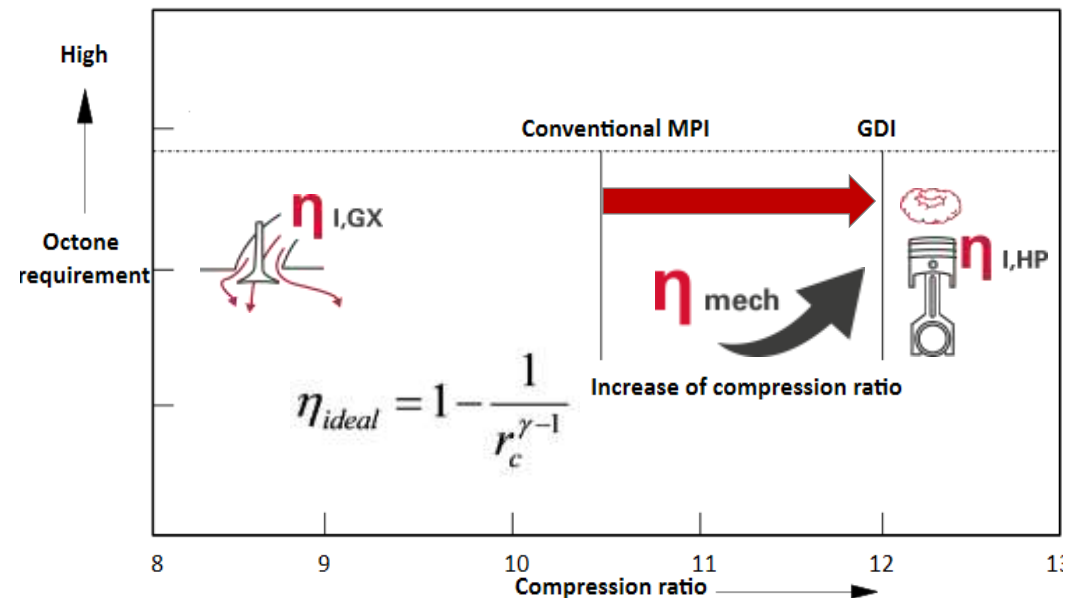 High
Conventional MPI
GDI
η I,GX
Octone
requirement
η I,HP
η mech
Increase of compression ratio
η_ideal = 1 − 1 / r_c^(γ−1)
8 9 10 11 12 13
Compression ratio